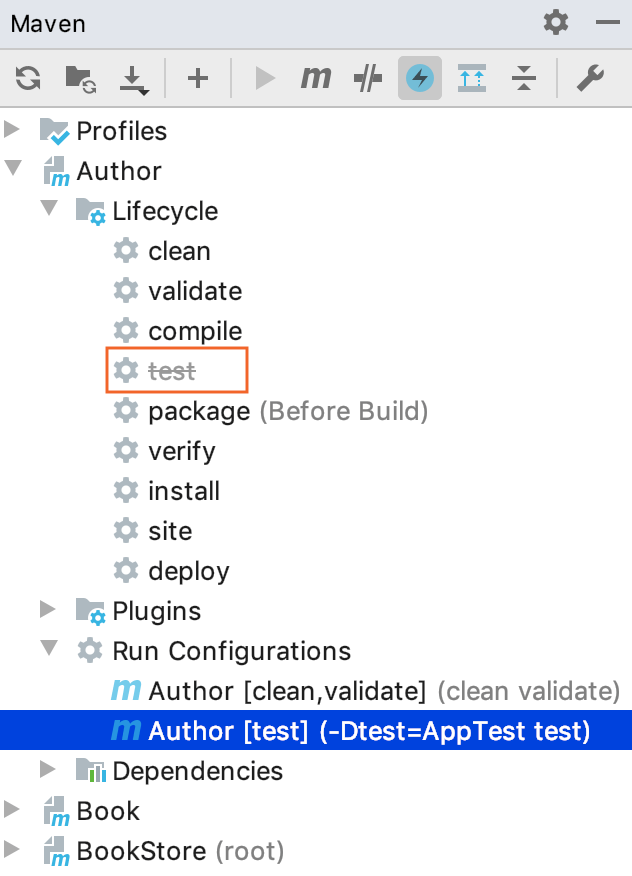 Maven
Profiles
Author
Lifecycle
clean
validate
compile
test
package (Before Build)
verify
install
site
deploy
Plugins
Run Configurations
Author [clean,validate] (clean validate)
Author [test] (-Dtest=AppTest test)
Dependencies
Book
BookStore (root)